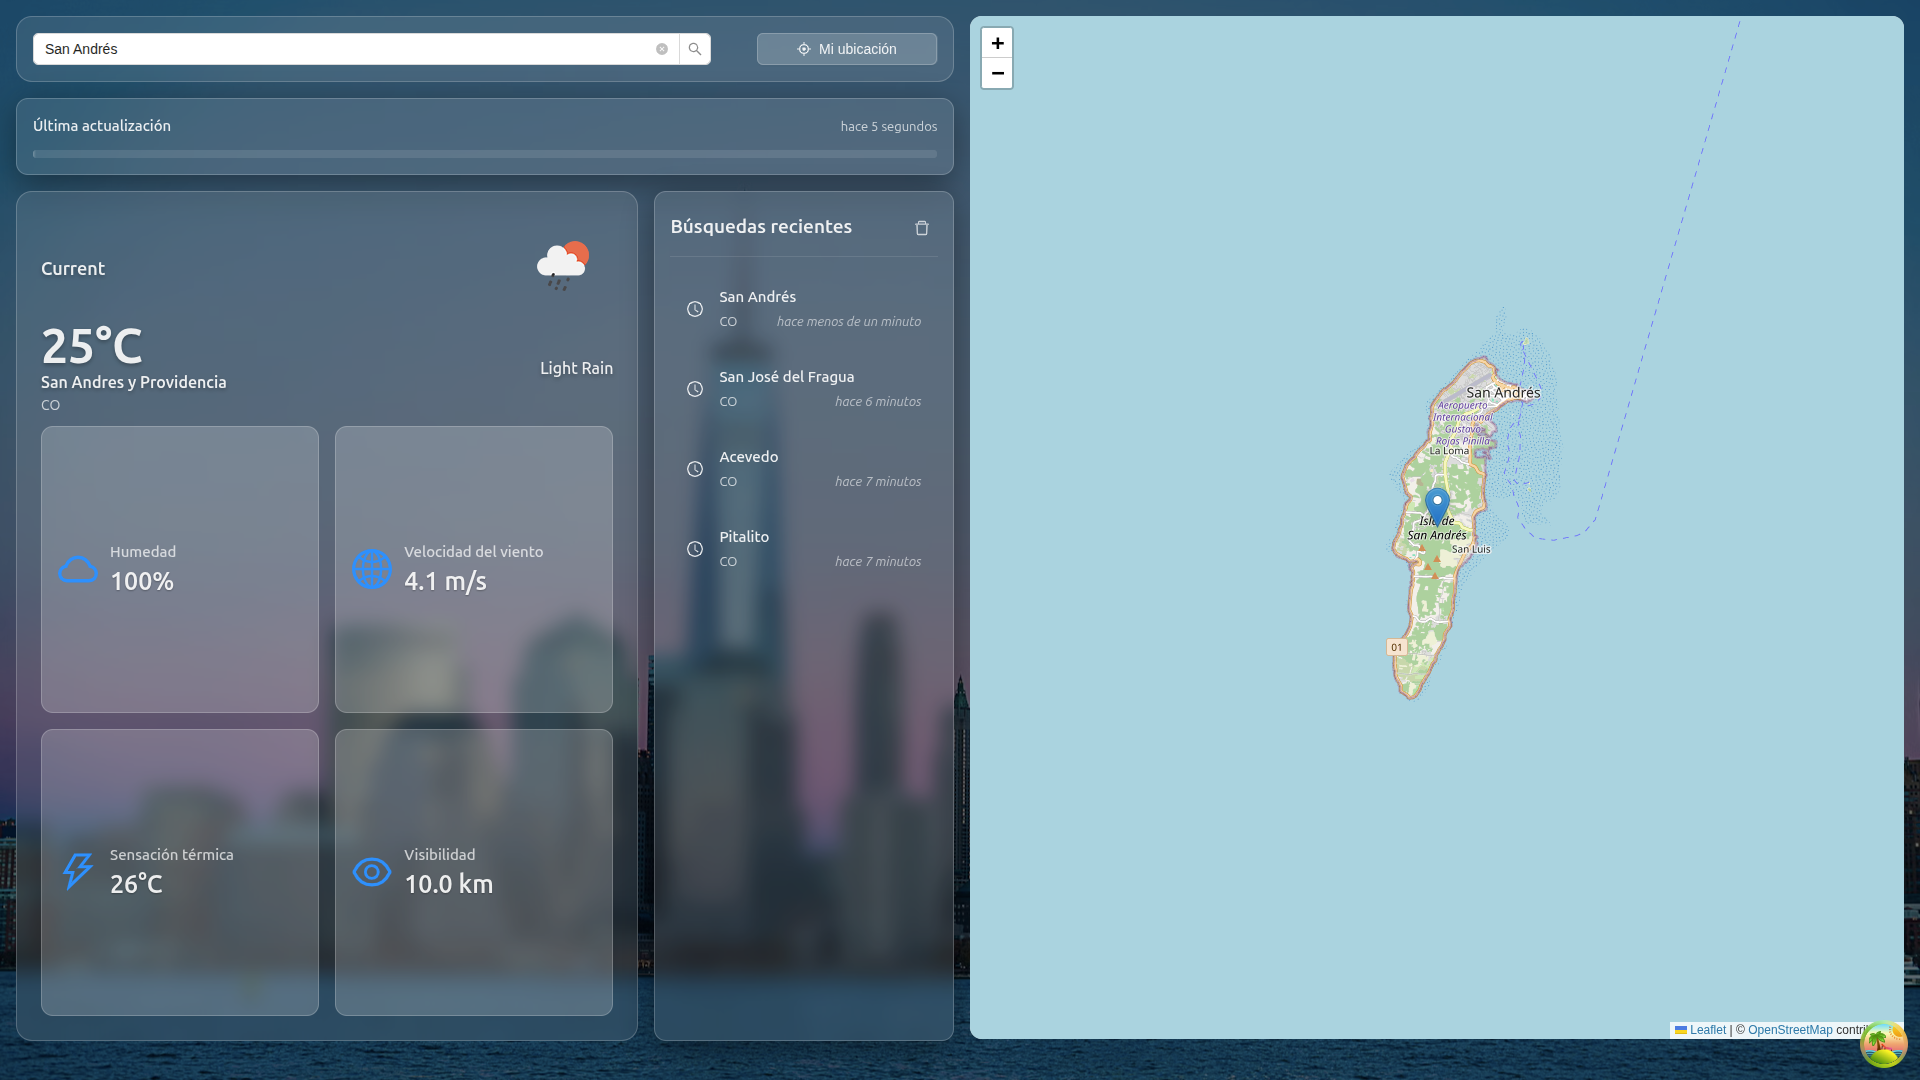 San Andrés
Mi ubicación
Última actualización
hace 5 segundos
Current
25°C
San Andres y Providencia
CO
Light Rain
Humedad
100%
Velocidad del viento
4.1 m/s
Sensación térmica
26°C
Visibilidad
10.0 km
Búsquedas recientes
San Andrés
CO hace menos de un minuto
San José del Fragua
CO hace 6 minutos
Acevedo
CO hace 7 minutos
Pitalito
CO hace 7 minutos
+
−
San Andrés
Aeropuerto
Internacional
Gustavo
Rojas Pinilla
La Loma
Isla de
San Andrés
San Luis
01
Leaflet | © OpenStreetMap